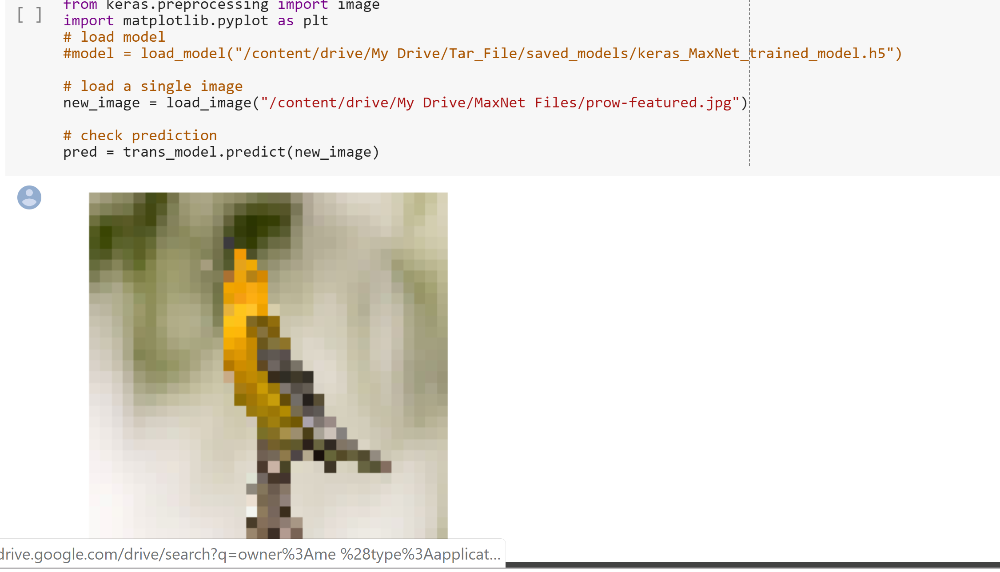 from keras.preprocessing import image
[ ]
import matplotlib.pyplot as plt
# load model
#model = load_model("/content/drive/My Drive/Tar_File/saved_models/keras_MaxNet_trained_model.h5")
# load a single image
new_image = load_image("/content/drive/My Drive/MaxNet Files/prow-featured.jpg")
# check prediction
pred = trans_model.predict(new_image)
drive.google.com/drive/search?q=owner%3Ame %28type%3Aapplicat...